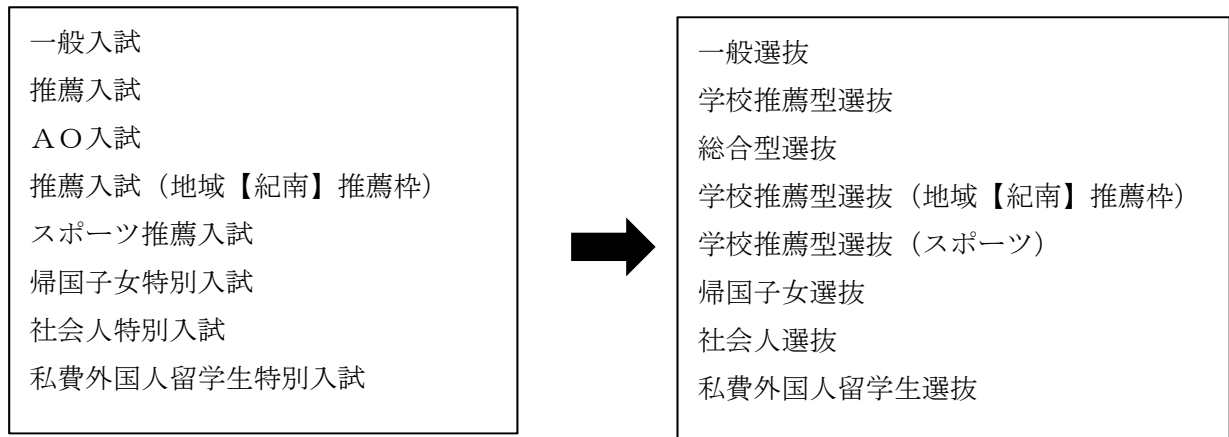 一般入試
推薦入試
ＡＯ入試
推薦入試（地域【紀南】推薦枠）
スポーツ推薦入試
帰国子女特別入試
社会人特別入試
私費外国人留学生特別入試
一般選抜
学校推薦型選抜
総合型選抜
学校推薦型選抜（地域【紀南】推薦枠）
学校推薦型選抜（スポーツ）
帰国子女選抜
社会人選抜
私費外国人留学生選抜